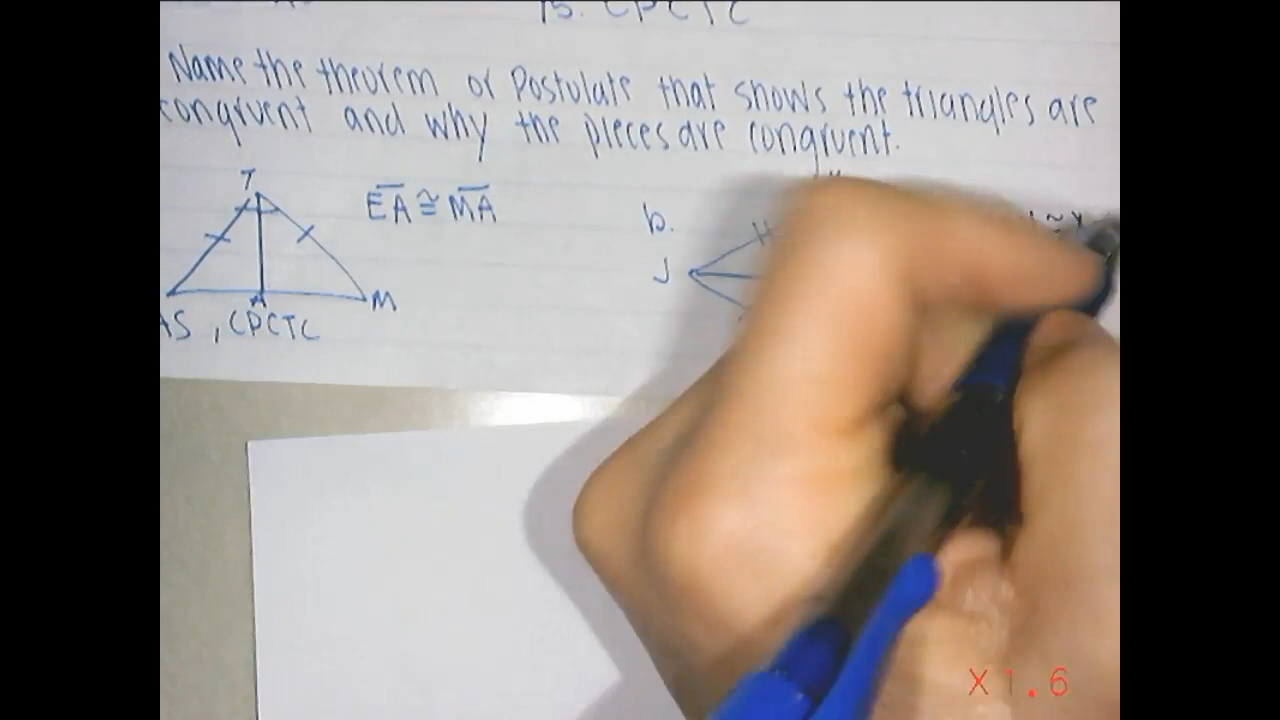 15. CPCTC
Name the theorem or Postulate that shows the triangles are
congruent and why the pieces are congruent.
T
EA ≅ MA
b.
J
A
M
AS, CPCTC
X1.6